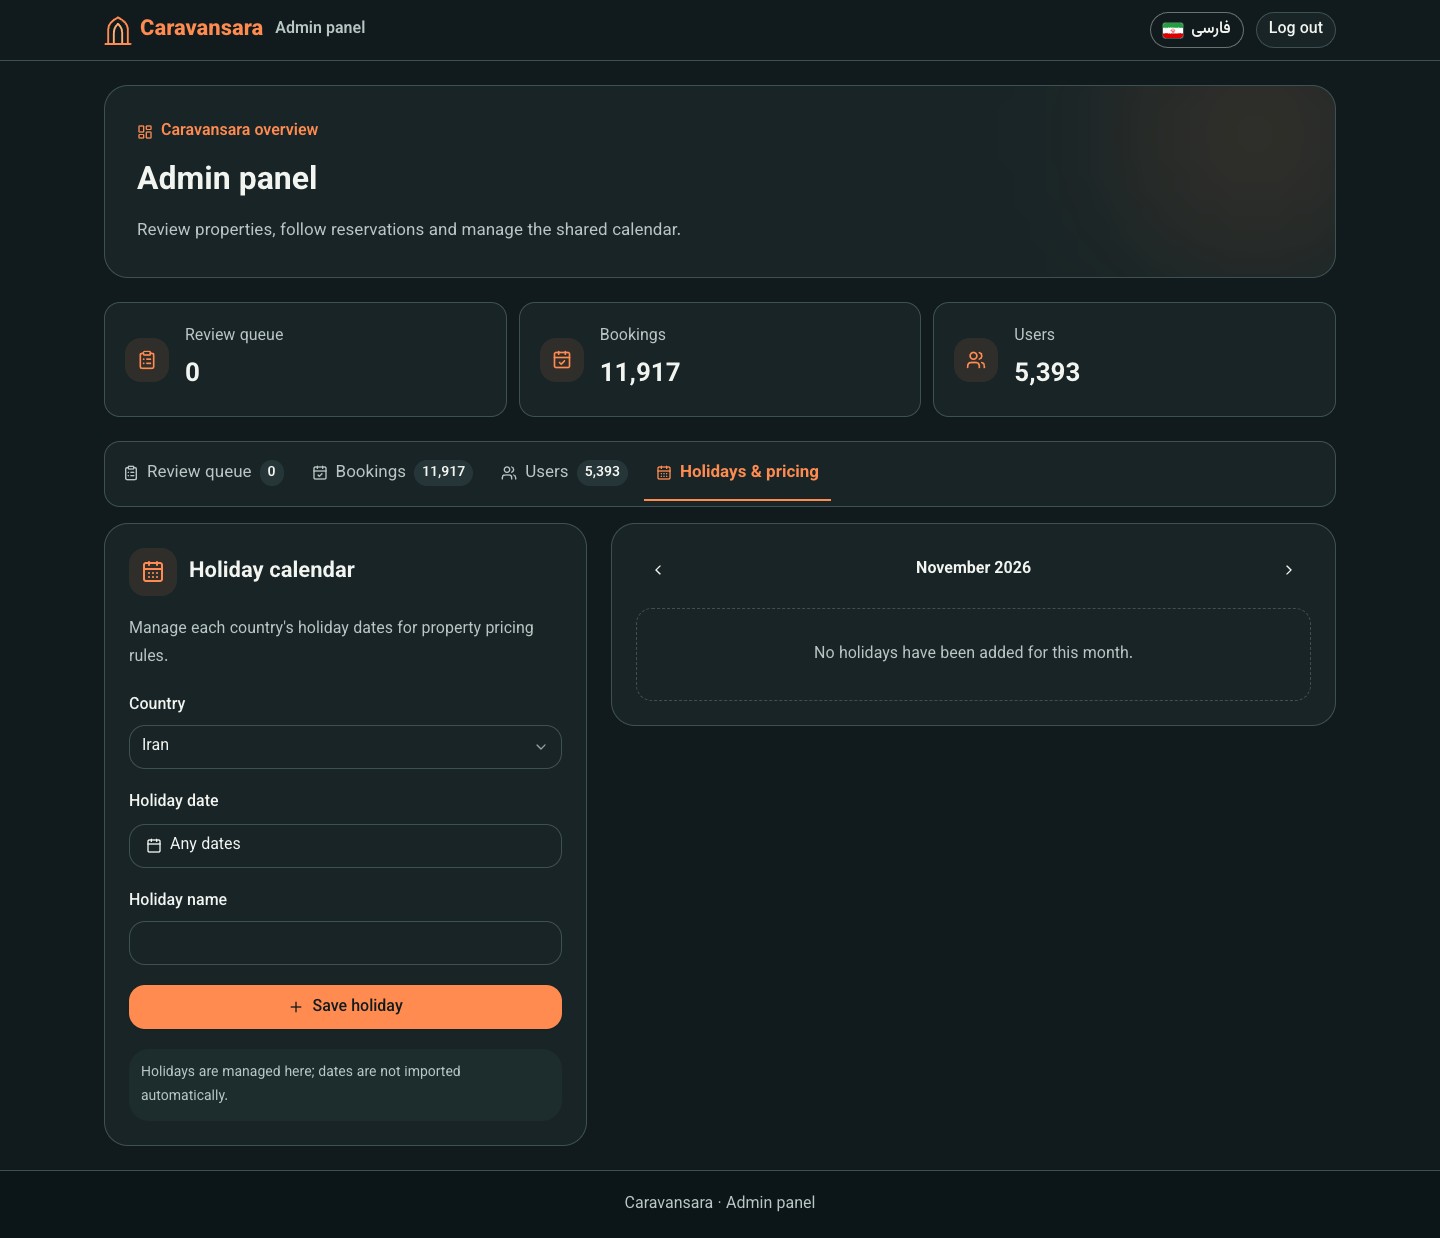 Caravansara Admin panel
فارسی
Log out
Caravansara overview
Admin panel
Review properties, follow reservations and manage the shared calendar.
Review queue
0
Bookings
11,917
Users
5,393
Review queue 0 Bookings 11,917 Users 5,393 Holidays & pricing
Holiday calendar
Manage each country's holiday dates for property pricing
rules.
Country
Iran
Holiday date
Any dates
Holiday name
Save holiday
Holidays are managed here; dates are not imported
automatically.
November 2026
No holidays have been added for this month.
Caravansara · Admin panel